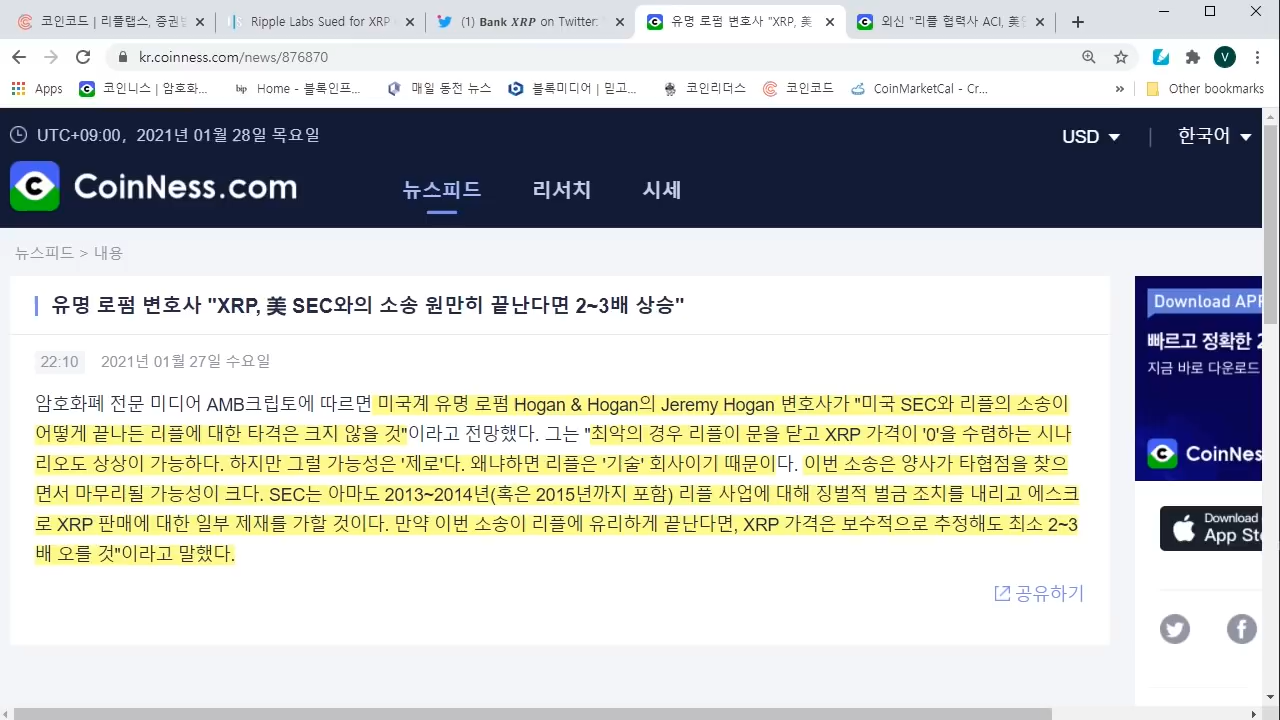 코인코드 | 리플랩스, 증권법
Ripple Labs Sued for XRP
(1) Bank XRP on Twitter:
유명 로펌 변호사 "XRP, 美
외신 "리플 협력사 ACI, 美
kr.coinness.com/news/876870
V
Apps
코인니스 | 암호화...
bip
Home - 블록인프...
매일 동전 뉴스
블록미디어 | 믿고...
코인리더스
코인코드
CoinMarketCal - Cr...
»
Other bookmarks
UTC+09:00, 2021년 01월 28일 목요일
USD
한국어
CoinNess.com
뉴스피드
리서치
시세
뉴스피드 > 내용
유명 로펌 변호사 "XRP, 美 SEC와의 소송 원만히 끝난다면 2~3배 상승"
22:10 2021년 01월 27일 수요일
암호화폐 전문 미디어 AMB크립토에 따르면 미국계 유명 로펌 Hogan & Hogan의 Jeremy Hogan 변호사가 "미국 SEC와 리플의 소송이
어떻게 끝나든 리플에 대한 타격은 크지 않을 것"이라고 전망했다. 그는 "최악의 경우 리플이 문을 닫고 XRP 가격이 '0'을 수렴하는 시나
리오도 상상이 가능하다. 하지만 그럴 가능성은 '제로'다. 왜냐하면 리플은 '기술' 회사이기 때문이다. 이번 소송은 양사가 타협점을 찾으
면서 마무리될 가능성이 크다. SEC는 아마도 2013~2014년(혹은 2015년까지 포함) 리플 사업에 대해 징벌적 벌금 조치를 내리고 에스크
로 XRP 판매에 대한 일부 제재를 가할 것이다. 만약 이번 소송이 리플에 유리하게 끝난다면, XRP 가격은 보수적으로 추정해도 최소 2~3
배 오를 것"이라고 말했다.
공유하기
Download APP
빠르고 정확한
지금 바로 다운로드
CoinNess
Download
App Sto